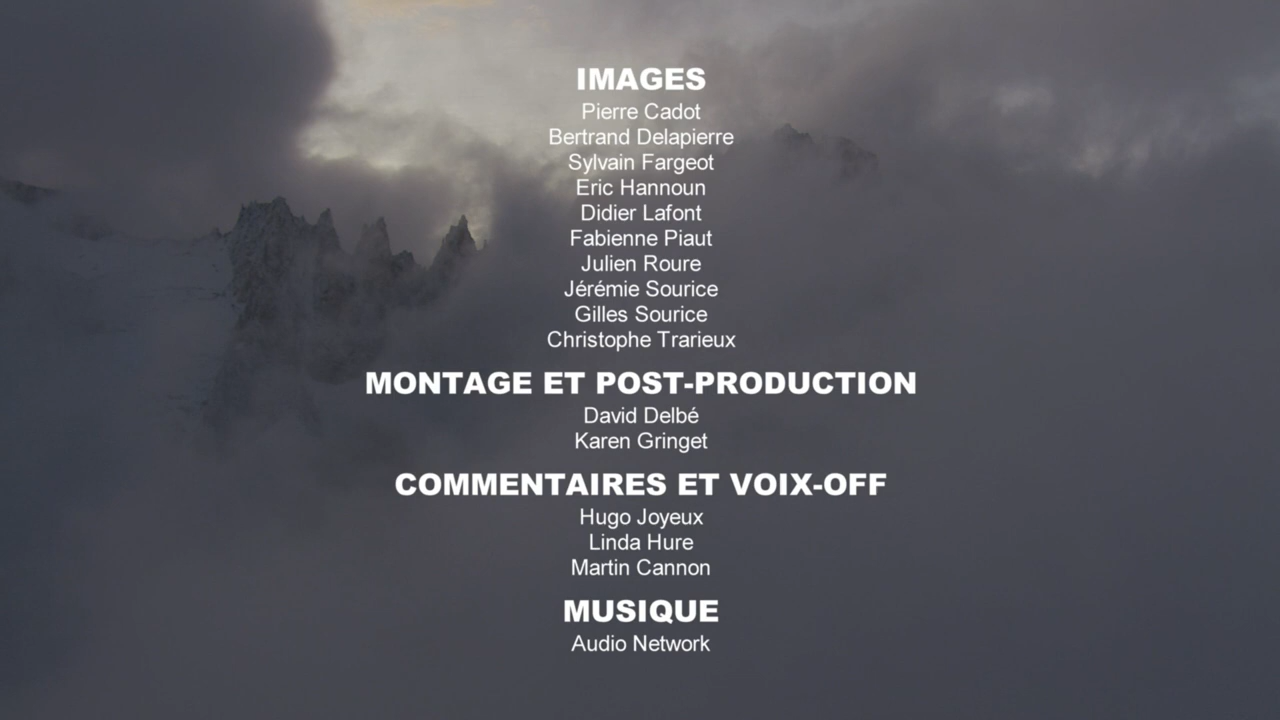 IMAGES
Pierre Cadot
Bertrand Delapierre
Sylvain Fargeot
Eric Hannoun
Didier Lafont
Fabienne Piaut
Julien Roure
Jérémie Sourice
Gilles Sourice
Christophe Trarieux
MONTAGE ET POST-PRODUCTION
David Delbé
Karen Gringet
COMMENTAIRES ET VOIX-OFF
Hugo Joyeux
Linda Hure
Martin Cannon
MUSIQUE
Audio Network